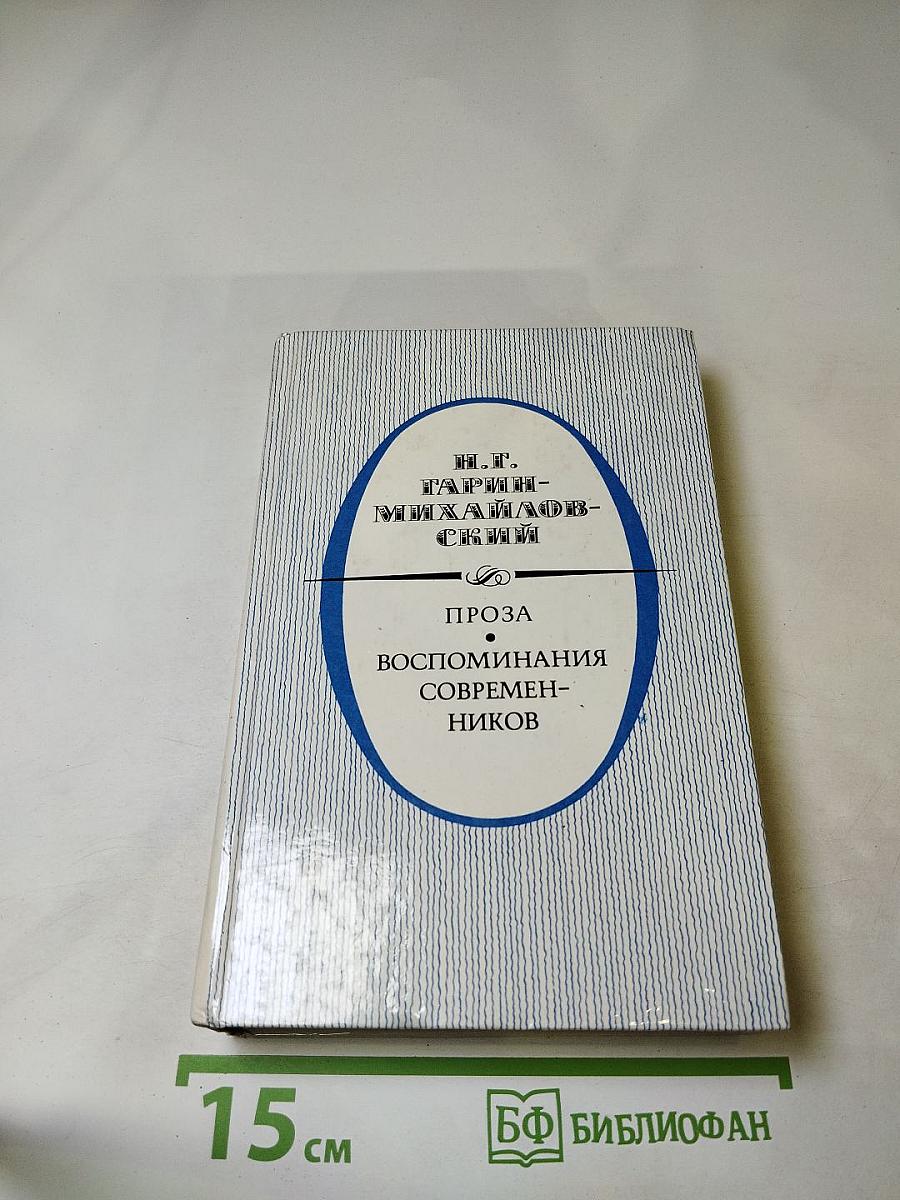 Н.Г.
ГАРИН-
МИХАЙЛОВ-
СКИЙ
ПРОЗА
•
ВОСПОМИНАНИЯ
СОВРЕМЕН-
НИКОВ
15 см
БФ БИБЛИОФАН